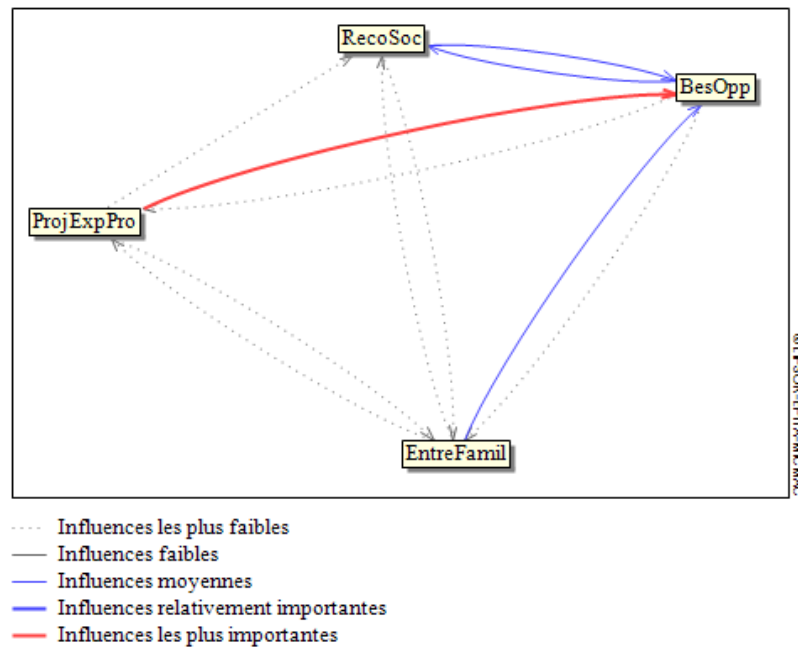 RecoSoc
BesOpp
ProjExpPro
EntreFamil
Influences les plus faibles
Influences faibles
Influences moyennes
Influences relativement importantes
Influences les plus importantes